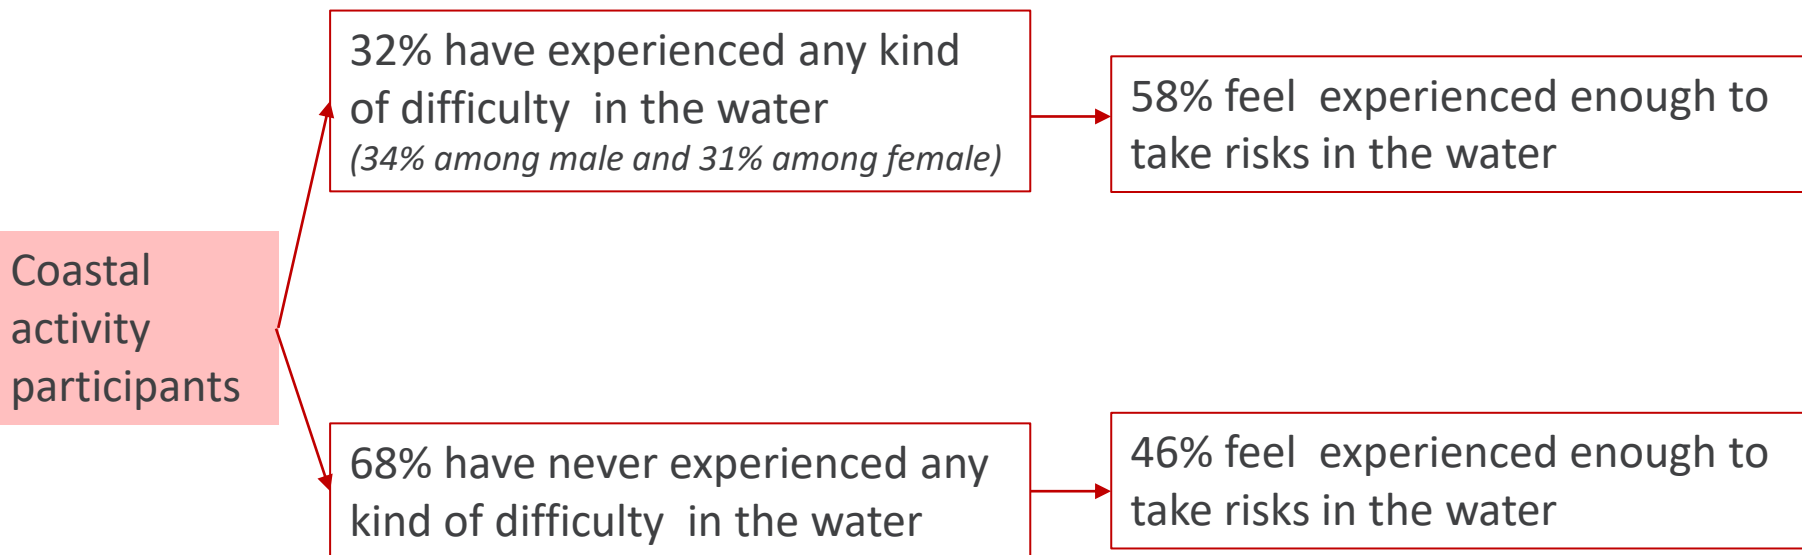 32% have experienced any kind
of difficulty  in the water
(34% among male and 31% among female)
58% feel  experienced enough to
take risks in the water
Coastal
activity
participants
68% have never experienced any
kind of difficulty  in the water
46% feel  experienced enough to
take risks in the water